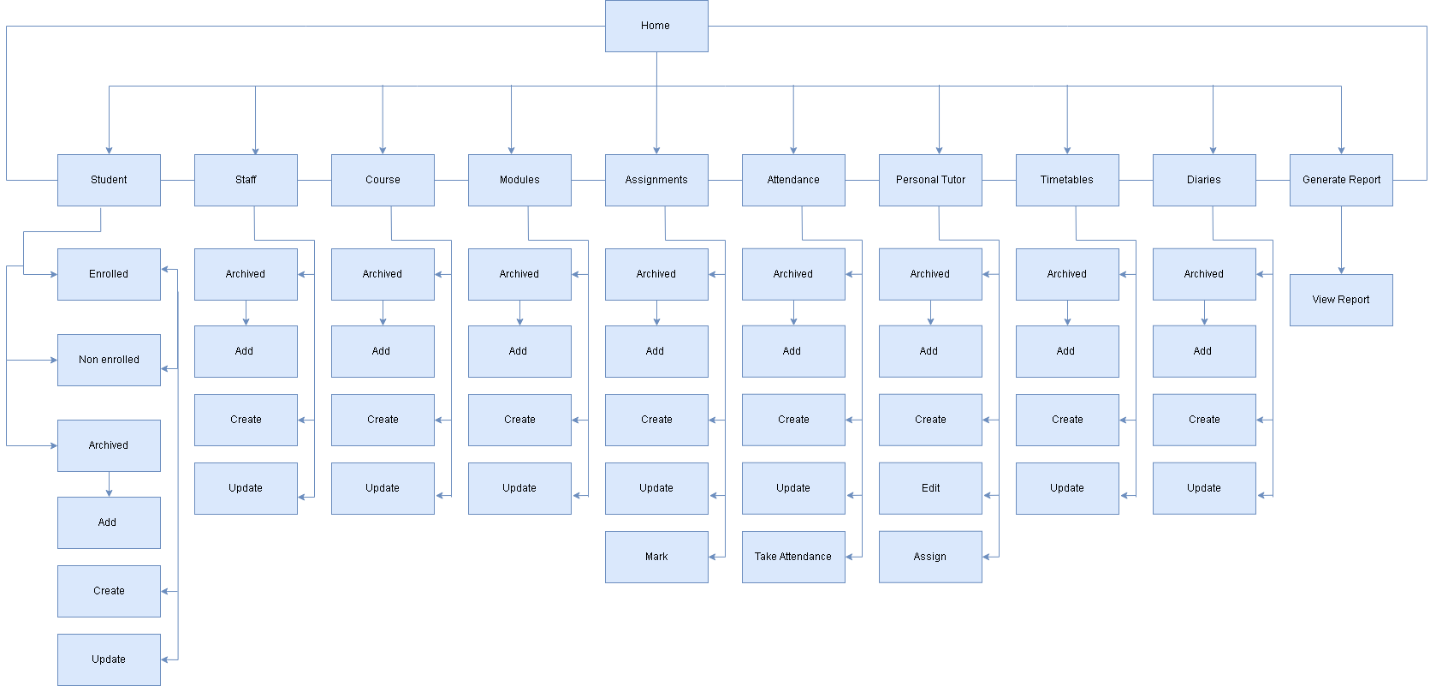 Home
Student
Staff
Course
Modules
Assignments
Attendance
Personal Tutor
Timetables
Diaries
Generate Report
Enrolled
Archived
Archived
Archived
Archived
Archived
Archived
Archived
Archived
View Report
Non enrolled
Add
Add
Add
Add
Add
Add
Add
Add
Archived
Create
Create
Create
Create
Create
Create
Create
Create
Add
Update
Update
Update
Update
Update
Edit
Update
Update
Create
Mark
Take Attendance
Assign
Update